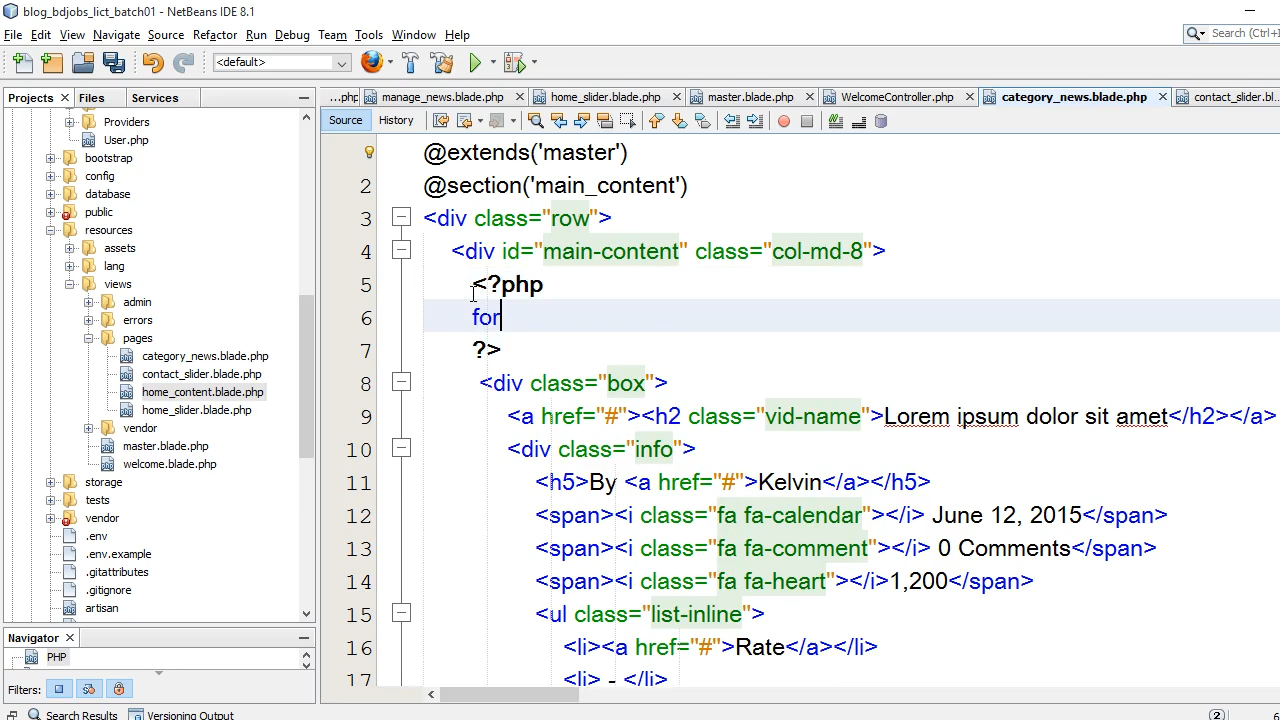 blog_bdjobs_lict_batch01 - NetBeans IDE 8.1
File Edit View Navigate Source Refactor Run Debug Team Tools Window Help
Search (Ctrl+I
<default>
Projects Files Services
...php manage_news.blade.php home_slider.blade.php master.blade.php WelcomeController.php category_news.blade.php contact_slider.bl...
Source History
Providers
User.php
bootstrap
config
database
public
resources
assets
lang
views
admin
errors
pages
category_news.blade.php
contact_slider.blade.php
home_content.blade.php
home_slider.blade.php
vendor
master.blade.php
welcome.blade.php
storage
tests
vendor
.env
.env.example
.gitattributes
.gitignore
artisan
Navigator
PHP
Filters:
@extends('master')
2 @section('main_content')
3 <div class="row">
4 <div id="main-content" class="col-md-8">
5 <?php
6 for
7 ?>
8 <div class="box">
9 <a href="#"><h2 class="vid-name">Lorem ipsum dolor sit amet</h2></a>
10 <div class="info">
11 <h5>By <a href="#">Kelvin</a></h5>
12 <span><i class="fa fa-calendar"></i> June 12, 2015</span>
13 <span><i class="fa fa-comment"></i> 0 Comments</span>
14 <span><i class="fa fa-heart"></i>1,200</span>
15 <ul class="list-inline">
16 <li><a href="#">Rate</a></li>
17 <li> - </li>
Search Results Versioning Output
2
6